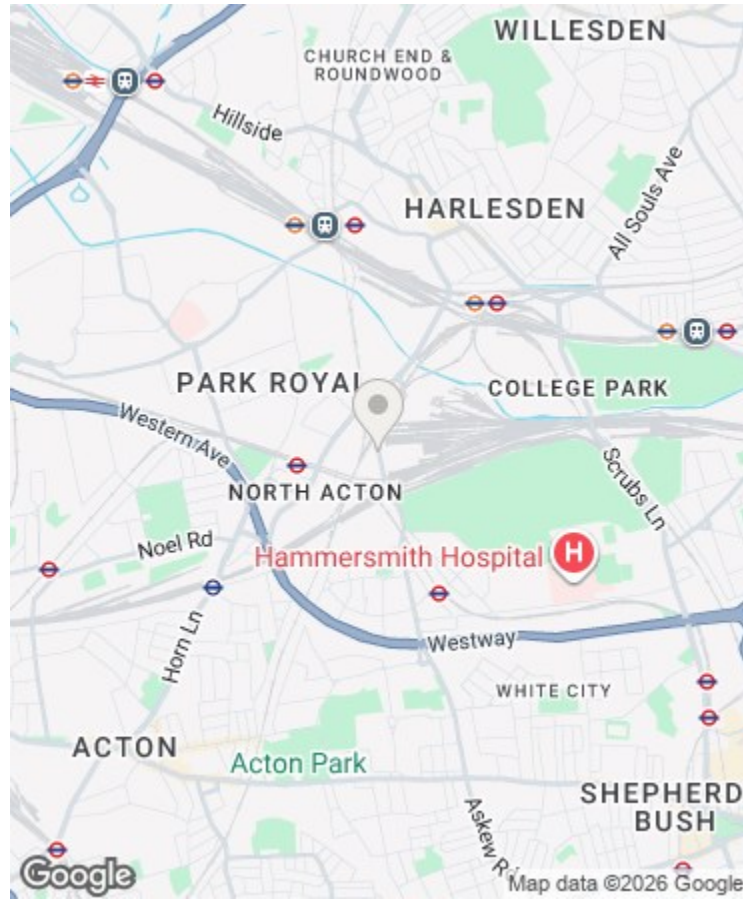 WILLESDEN
CHURCH END &
ROUNDWOOD
Hillside
All Souls Ave
HARLESDEN
PARK ROYAL
COLLEGE PARK
Western Ave
NORTH ACTON
Scrubs Ln
Noel Rd
Hammersmith Hospital
H
Horn Ln
Westway
WHITE CITY
ACTON
Acton Park
SHEPHERD
BUSH
Askew Rd
Google
Map data ©2026 Google